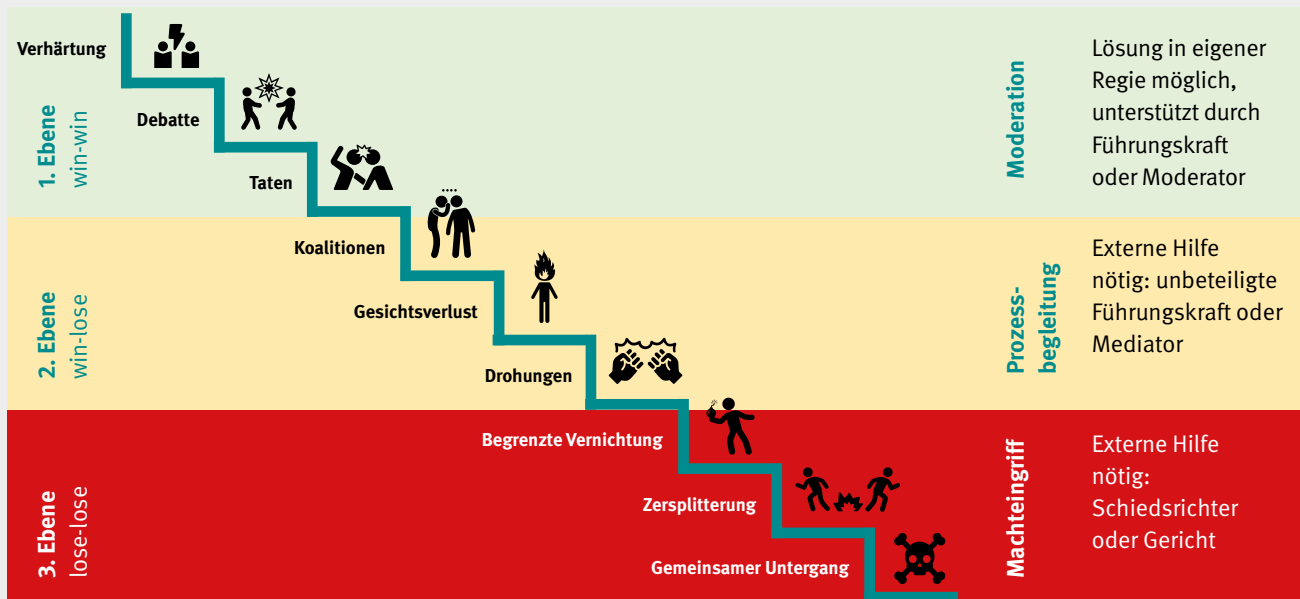 Verhärtung
Debatte
Taten
1. Ebene
win-win
Moderation
Lösung in eigener
Regie möglich,
unterstützt durch
Führungskraft
oder Moderator
Koalitionen
Gesichtsverlust
Drohungen
2. Ebene
win-lose
Prozess-
begleitung
Externe Hilfe
nötig: unbeteiligte
Führungskraft oder
Mediator
Begrenzte Vernichtung
Zersplitterung
Gemeinsamer Untergang
3. Ebene
lose-lose
Machteingriff
Externe Hilfe
nötig:
Schiedsrichter
oder Gericht